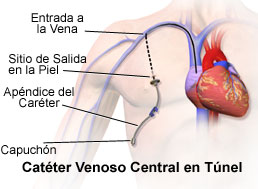 Entrada a
la Vena
Sitio de Salida
en la Piel
Apéndice del
Caréter
Capuchón
Catéter Venoso Central en Túnel